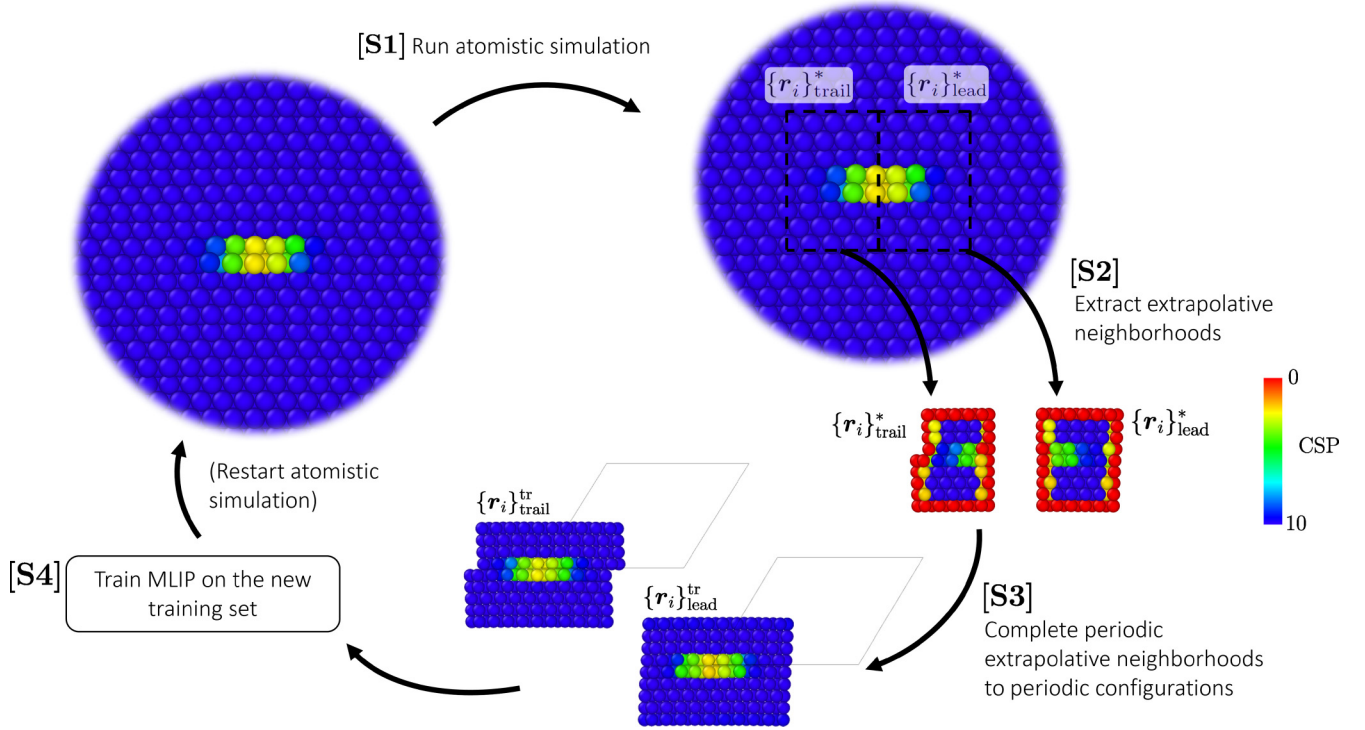 [S1] Run atomistic simulation
{r_i}*_trail
{r_i}*_lead
[S2]
Extract extrapolative
neighborhoods
{r_i}*_trail
{r_i}*_lead
0
CSP
10
[S3]
Complete periodic
extrapolative neighborhoods
to periodic configurations
{r_i}^tr_trail
{r_i}^tr_lead
[S4]
Train MLIP on the new
training set
(Restart atomistic
simulation)